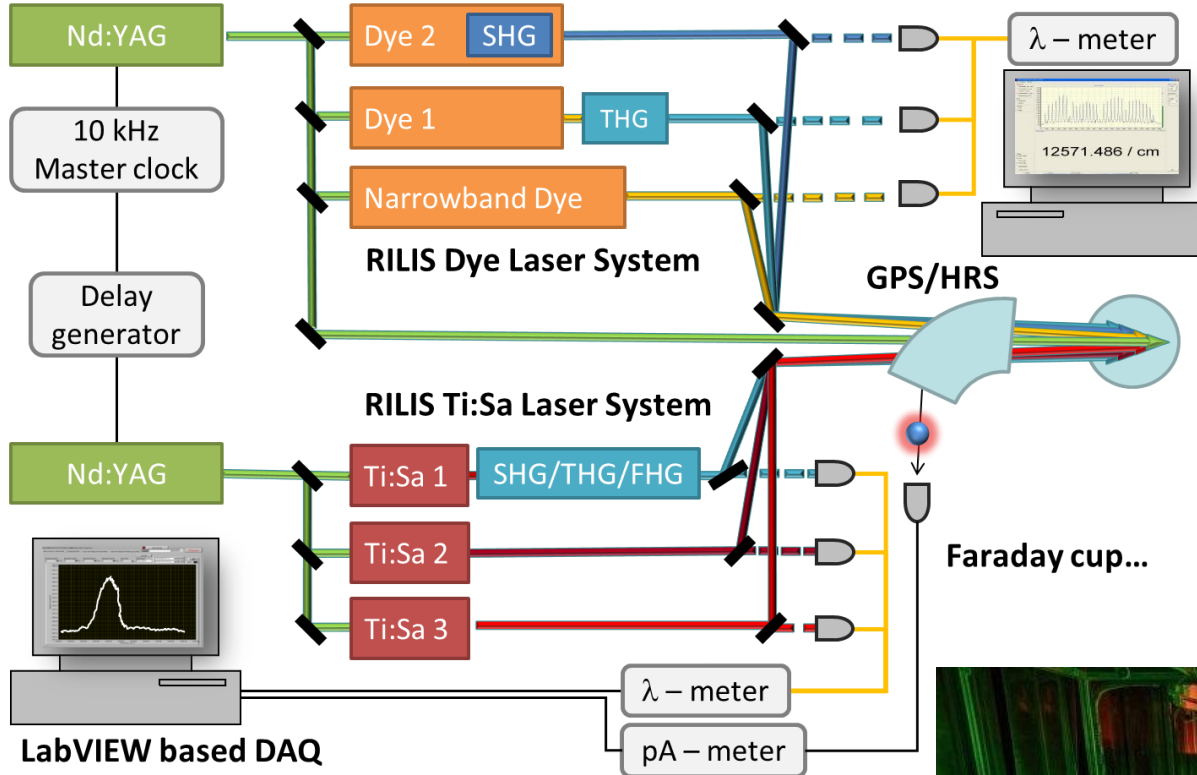 Nd:YAG
Dye 2
SHG
λ – meter
10 kHz
Master clock
Dye 1
THG
12571.486 / cm
Narrowband Dye
RILIS Dye Laser System
GPS/HRS
Delay
generator
RILIS Ti:Sa Laser System
Nd:YAG
Ti:Sa 1
SHG/THG/FHG
Ti:Sa 2
Faraday cup…
Ti:Sa 3
λ – meter
LabVIEW based DAQ
pA – meter